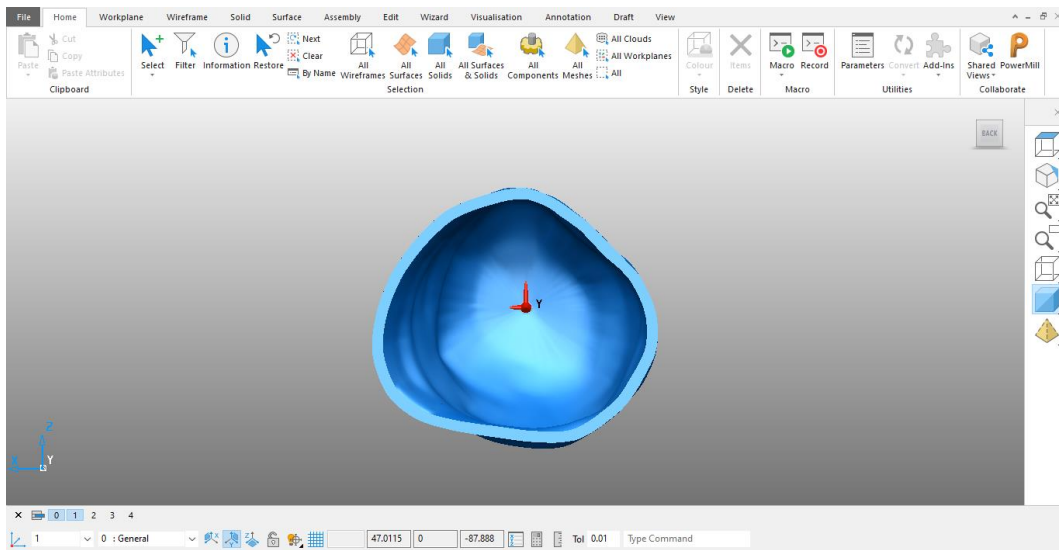 File Home Workplane Wireframe Solid Surface Assembly Edit Wizard Visualisation Annotation Draft View
Paste
Cut
Copy
Paste Attributes
Clipboard
Select
Filter
Information
Restore
Next
Clear
By Name
All Wireframes
All Surfaces
All Solids
All Surfaces & Solids
All Components
All Meshes
All Clouds
All Workplanes
All
Selection
Colour
Style
Items
Delete
Macro
Record
Macro
Parameters
Convert
Add-Ins
Utilities
Shared Views
PowerMill
Collaborate
BACK
Y
Z
X
Y
0 1 2 3 4
1 0 : General 47.0115 0 -87.888 Tol 0.01 Type Command